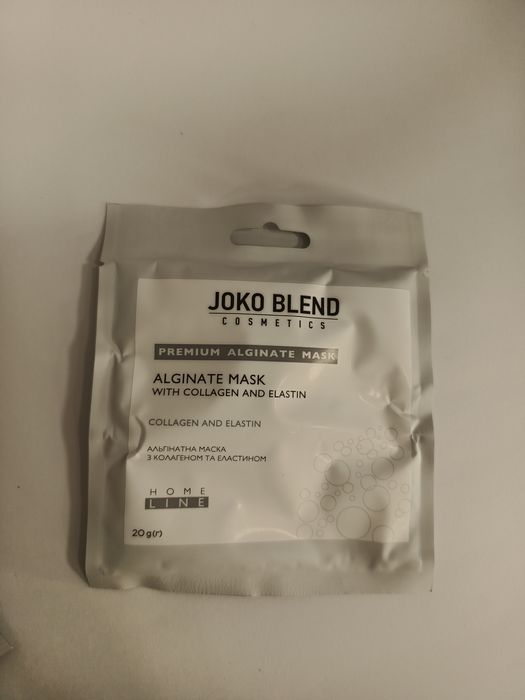 JOKO BLEND
COSMETICS
PREMIUM ALGINATE MASK
ALGINATE MASK
WITH COLLAGEN AND ELASTIN
COLLAGEN AND ELASTIN
АЛЬГІНАТНА МАСКА
З КОЛАГЕНОМ ТА ЕЛАСТИНОМ
HOME
LINE
20 g(г)